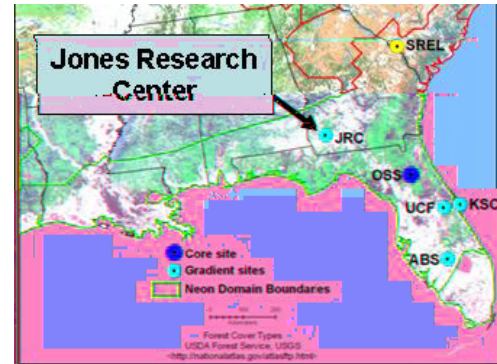 Jones Research
Center
SREL
JRC
OSS
UCF
KSC
ABS
Core site
Gradient sites
Neon Domain Boundares
Forest Cover Types
USDA Forest Service, USGS
<http://nationalatlas.gov/atlasftp.html>